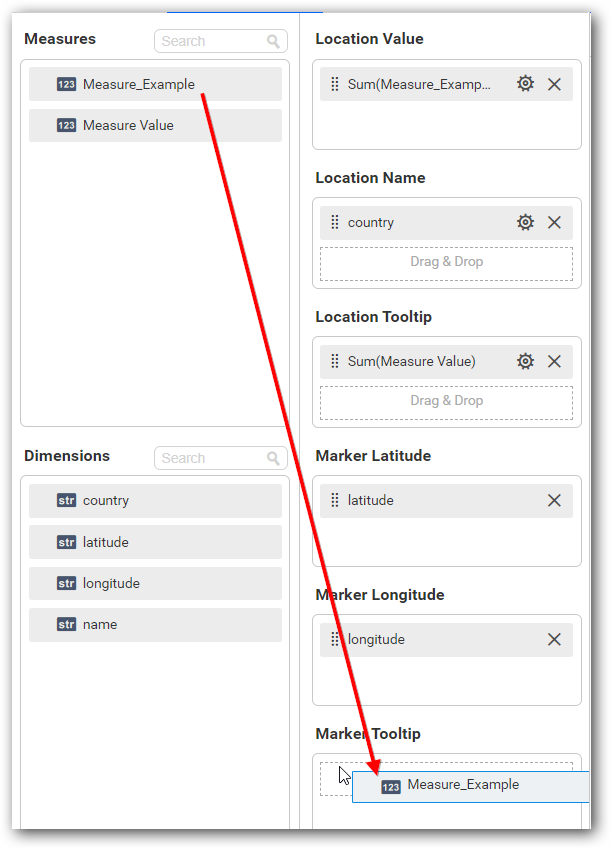 Measures
Search
123 Measure_Example
123 Measure Value
Dimensions
Search
str country
str latitude
str longitude
str name
Location Value
Sum(Measure_Examp...
Location Name
country
Drag & Drop
Location Tooltip
Sum(Measure Value)
Drag & Drop
Marker Latitude
latitude
Marker Longitude
longitude
Marker Tooltip
123 Measure_Example